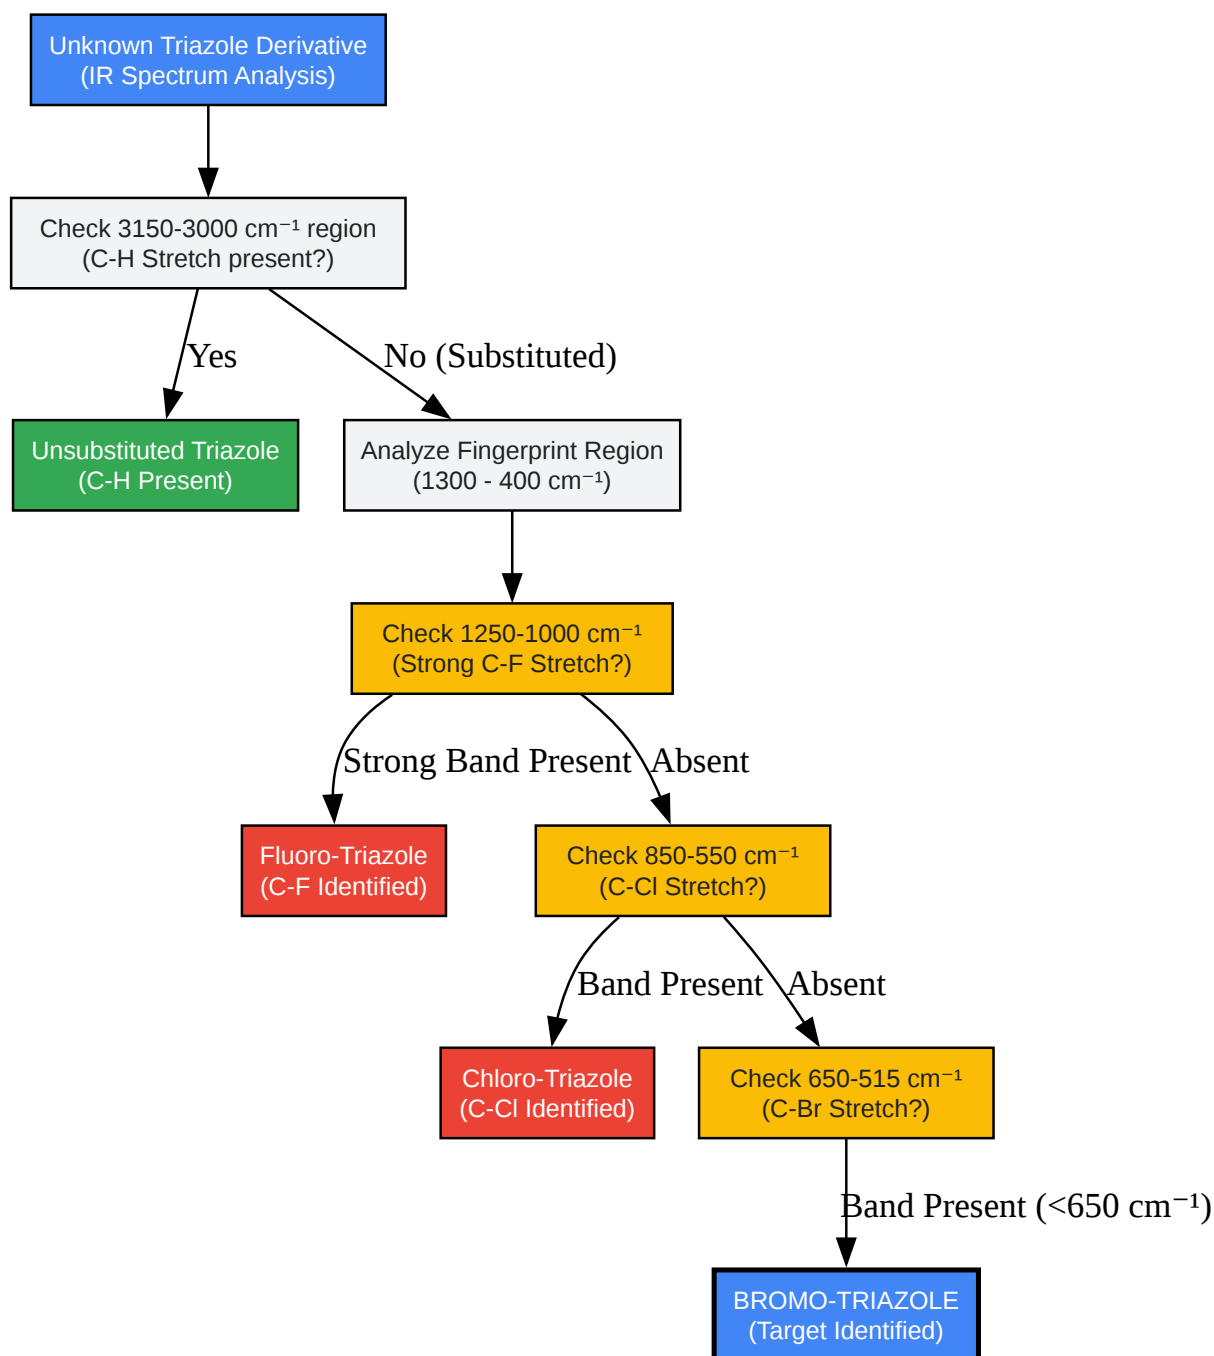 Unknown Triazole Derivative
(IR Spectrum Analysis)
Check 3150-3000 cm⁻¹ region
(C-H Stretch present?)
Yes
No (Substituted)
Unsubstituted Triazole
(C-H Present)
Analyze Fingerprint Region
(1300 - 400 cm⁻¹)
Check 1250-1000 cm⁻¹
(Strong C-F Stretch?)
Strong Band Present
Absent
Fluoro-Triazole
(C-F Identified)
Check 850-550 cm⁻¹
(C-Cl Stretch?)
Band Present
Absent
Chloro-Triazole
(C-Cl Identified)
Check 650-515 cm⁻¹
(C-Br Stretch?)
Band Present (<650 cm⁻¹)
BROMO-TRIAZOLE
(Target Identified)